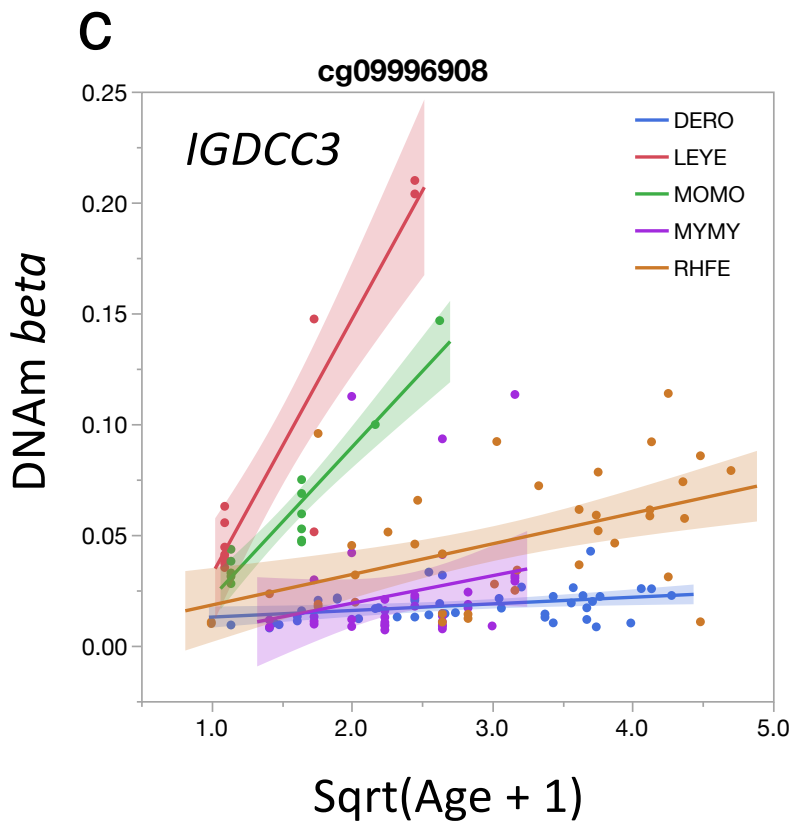 C
cg09996908
IGDCC3
DERO
LEYE
MOMO
MYMY
RHFE
0.25
0.20
0.15
0.10
0.05
0.00
DNAm beta
1.0 2.0 3.0 4.0 5.0
Sqrt(Age + 1)